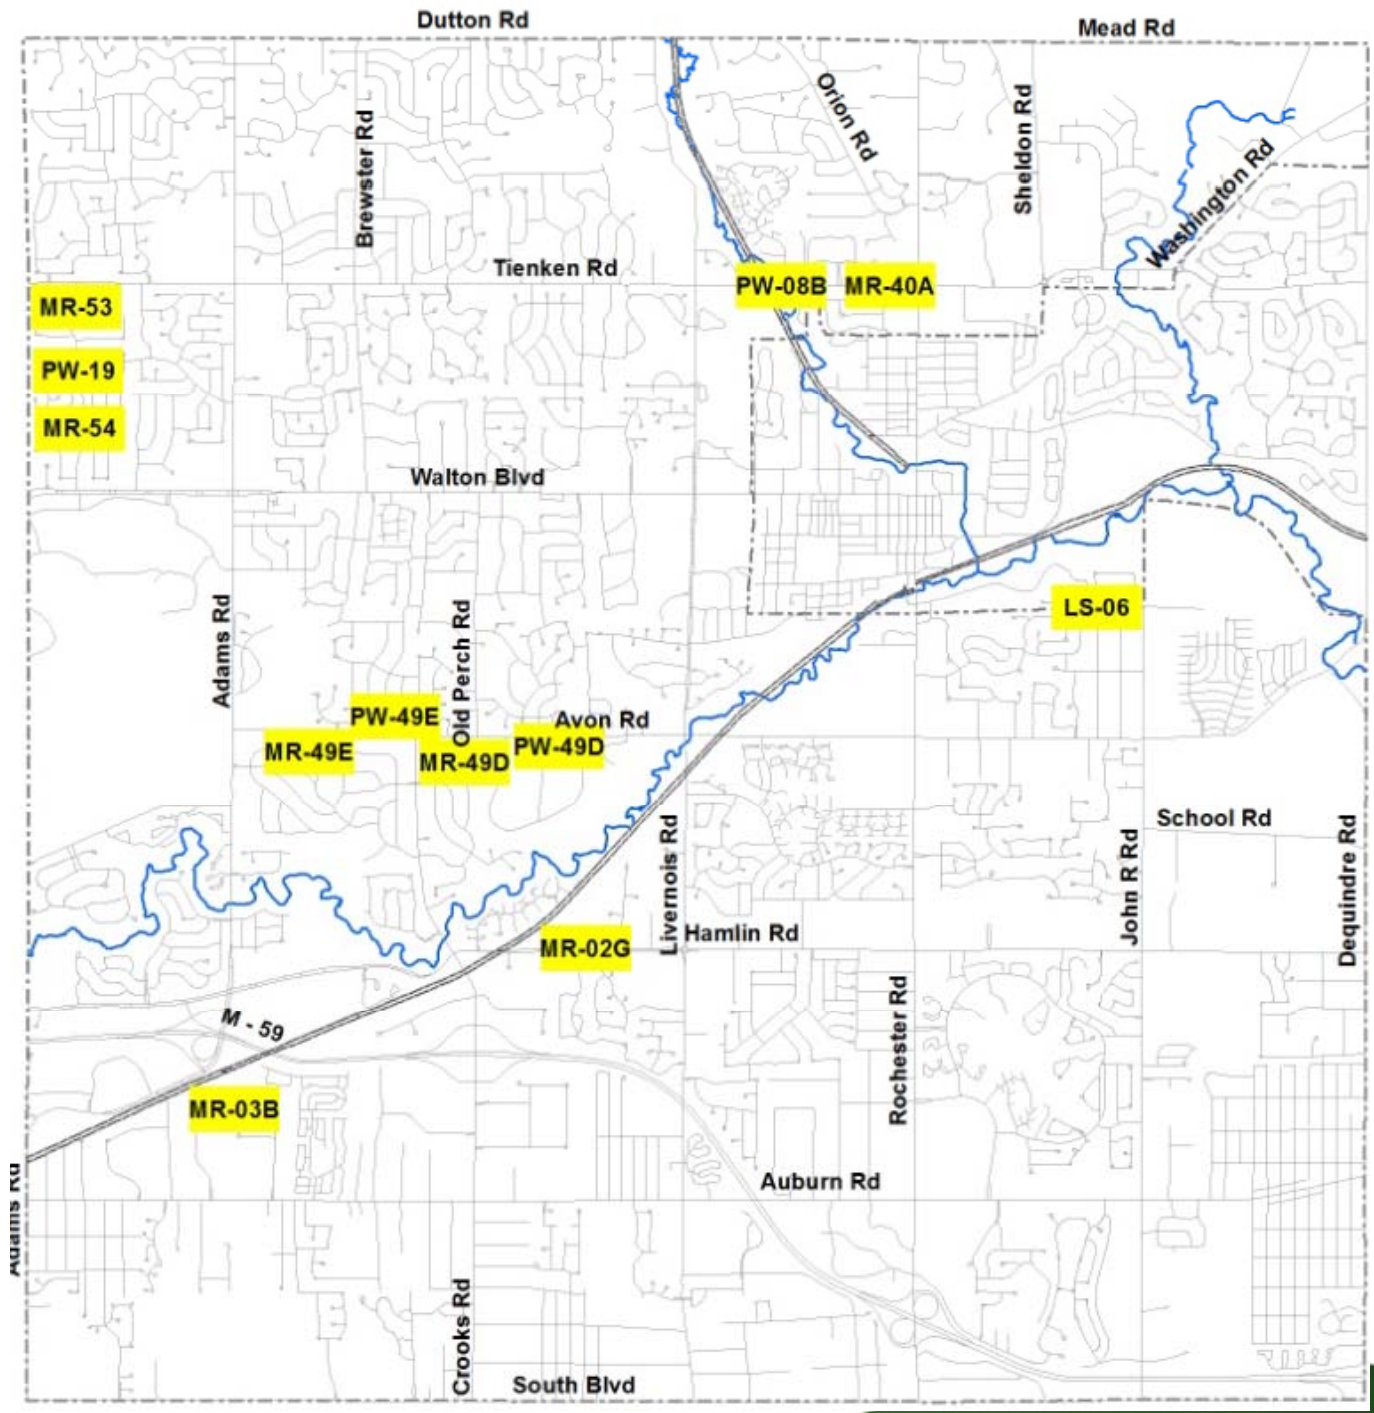 Dutton Rd
Mead Rd
Orion Rd
Sheldon Rd
Brewster Rd
Washington Rd
Tienken Rd
PW-08B
MR-40A
MR-53
PW-19
MR-54
Walton Blvd
Adams Rd
Old Perch Rd
LS-06
PW-49E
Avon Rd
MR-49E
MR-49D
PW-49D
School Rd
Livernois Rd
John R Rd
Dequindre Rd
Hamlin Rd
MR-02G
M - 59
Rochester Rd
MR-03B
Adams Rd
Auburn Rd
Crooks Rd
South Blvd